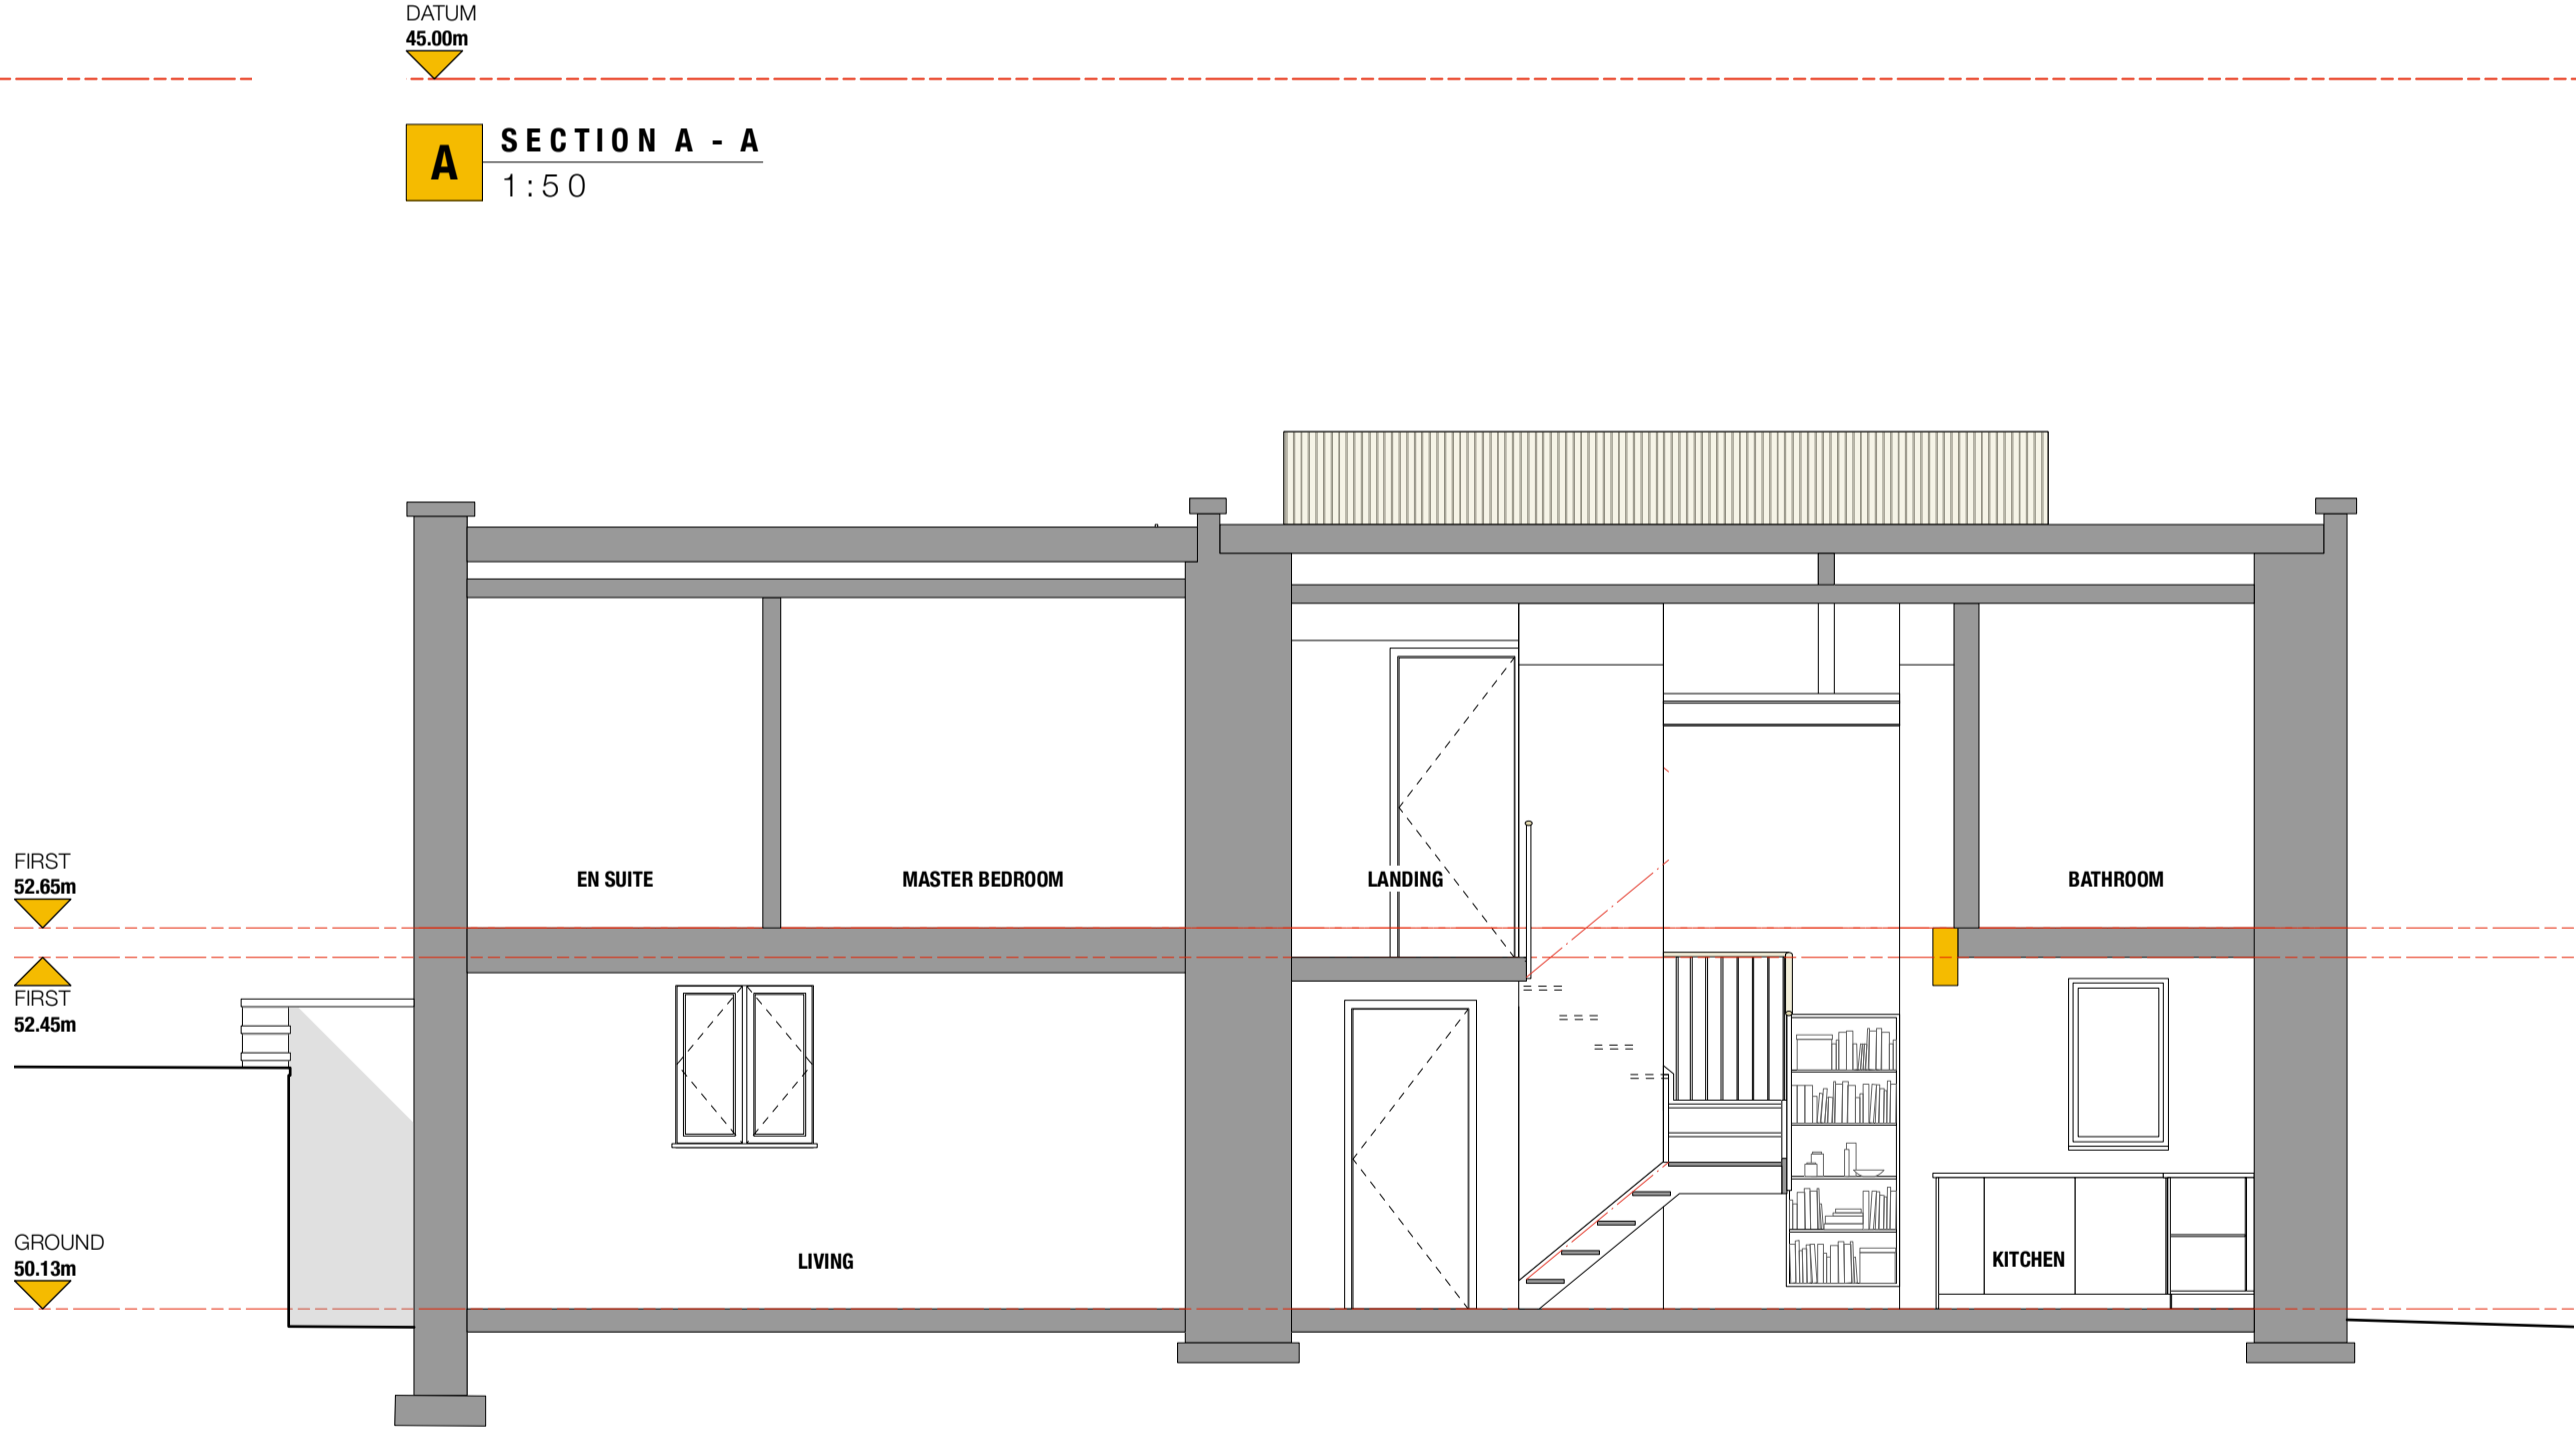 DATUM
45.00m
A
SECTION A - A
1:50
FIRST
52.65m
EN SUITE
MASTER BEDROOM
LANDING
BATHROOM
FIRST
52.45m
GROUND
50.13m
LIVING
KITCHEN